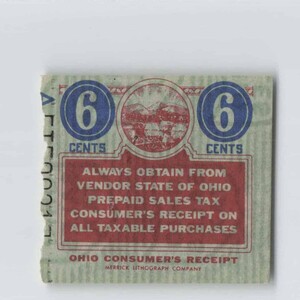 6 6
CENTS CENTS
ALWAYS OBTAIN FROM
VENDOR STATE OF OHIO
PREPAID SALES TAX
CONSUMER'S RECEIPT ON
ALL TAXABLE PURCHASES
OHIO CONSUMER'S RECEIPT
MERRICK LITHOGRAPH COMPANY